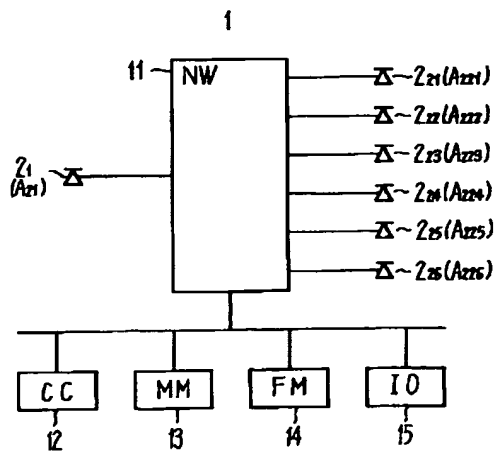 1
11
NW
2₂₁(A₂₂₁)
2₂₂(A₂₂₂)
2₂₃(A₂₂₃)
2₁
(A₂₁)
2₂₄(A₂₂₄)
2₂₅(A₂₂₅)
2₂₆(A₂₂₆)
CC
MM
FM
IO
12
13
14
15